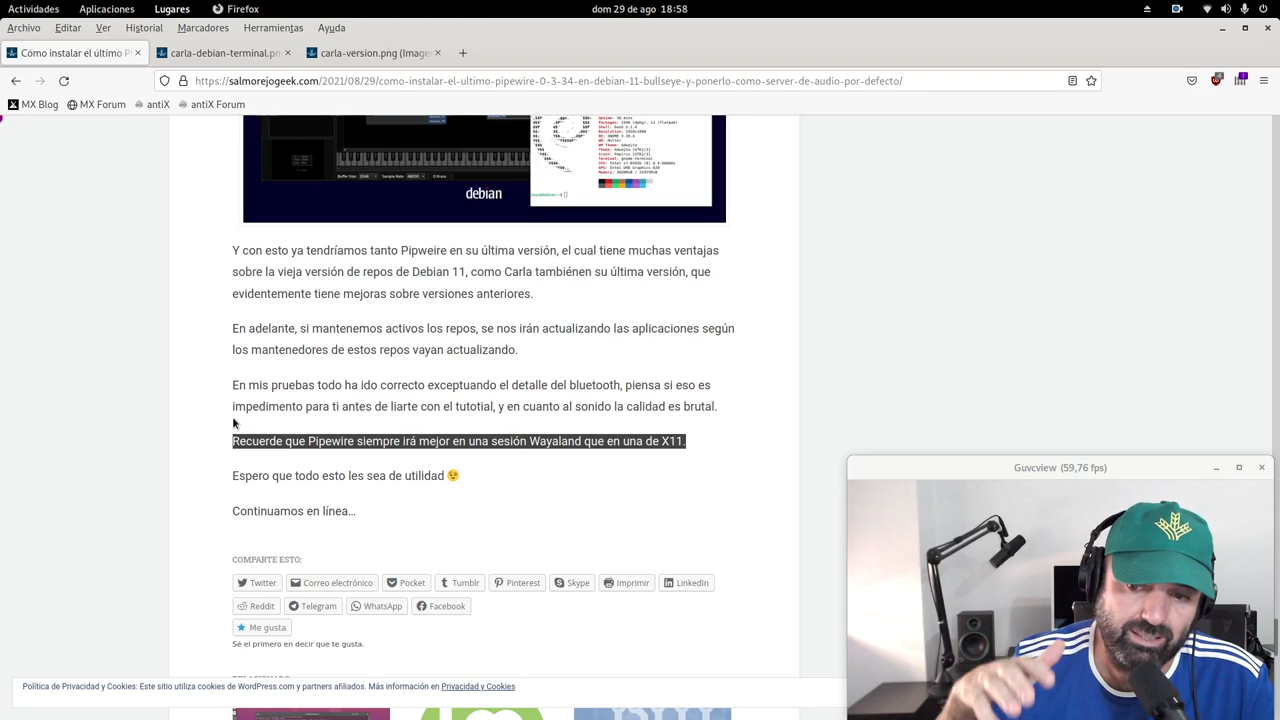 Actividades Aplicaciones Lugares Firefox dom 29 de ago 18:58
Archivo Editar Ver Historial Marcadores Herramientas Ayuda
Cómo instalar el último P carla-debian-terminal.pn carla-version.png (Image
https://salmorejogeek.com/2021/08/29/como-instalar-el-ultimo-pipewire-0-3-34-en-debian-11-bullseye-y-ponerlo-como-server-de-audio-por-defecto/
MX Blog MX Forum antiX antiX Forum
debian
Y con esto ya tendríamos tanto Pipweire en su última versión, el cual tiene muchas ventajas
sobre la vieja versión de repos de Debian 11, como Carla tambiénen su última versión, que
evidentemente tiene mejoras sobre versiones anteriores.
En adelante, si mantenemos activos los repos, se nos irán actualizando las aplicaciones según
los mantenedores de estos repos vayan actualizando.
En mis pruebas todo ha ido correcto exceptuando el detalle del bluetooth, piensa si eso es
impedimento para ti antes de liarte con el tutotial, y en cuanto al sonido la calidad es brutal.
Recuerde que Pipewire siempre irá mejor en una sesión Wayaland que en una de X11.
Espero que todo esto les sea de utilidad
Continuamos en línea…
COMPARTE ESTO:
Twitter Correo electrónico Pocket Tumblr Pinterest Skype Imprimir LinkedIn
Reddit Telegram WhatsApp Facebook
Me gusta
Sé el primero en decir que te gusta.
Política de Privacidad y Cookies: Este sitio utiliza cookies de WordPress.com y partners afiliados. Más información en Privacidad y Cookies
Guvcview (59,76 fps)